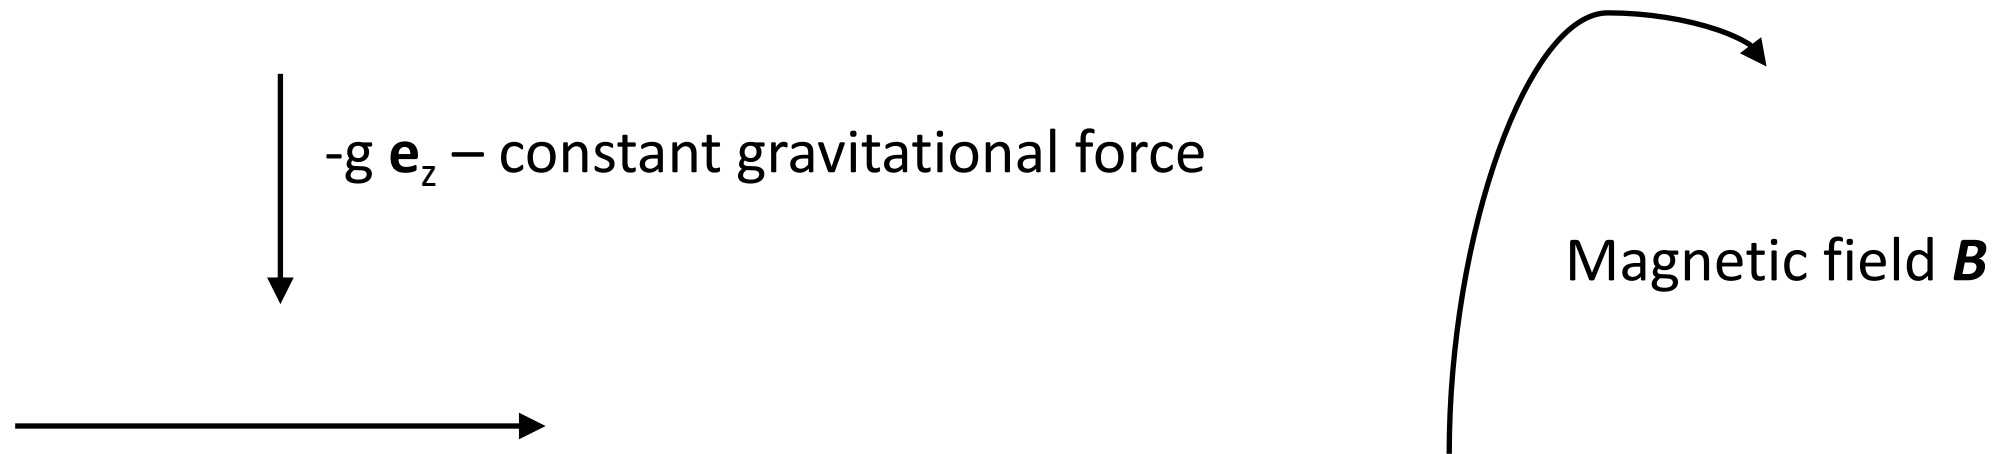 -g e_z – constant gravitational force
Magnetic field B